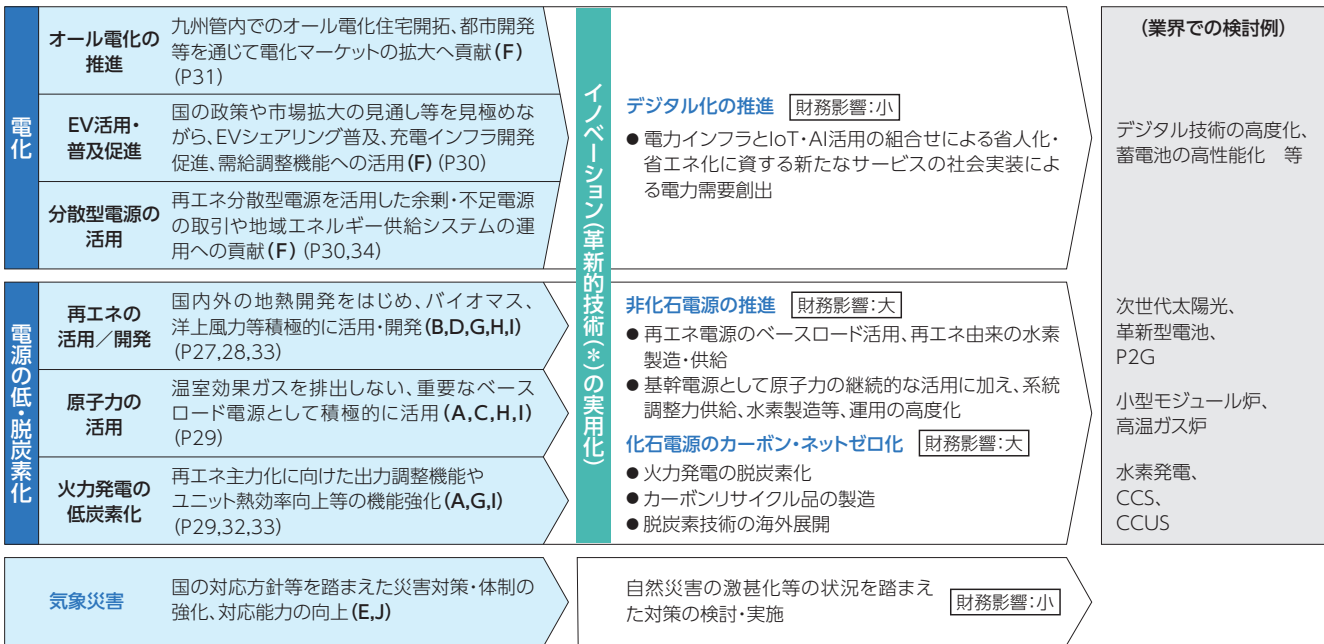 電化
オール電化の
推進
九州管内でのオール電化住宅開拓、都市開発
等を通じて電化マーケットの拡大へ貢献(F)
(P31)
EV活用・
普及促進
国の政策や市場拡大の見通し等を見極めな
がら、EVシェアリング普及、充電インフラ開発
促進、需給調整機能への活用(F) (P30)
分散型電源の
活用
再エネ分散型電源を活用した余剰・不足電源
の取引や地域エネルギー供給システムの運
用への貢献(F) (P30,34)
電源の低・脱炭素化
再エネの
活用／開発
国内外の地熱開発をはじめ、バイオマス、
洋上風力等積極的に活用・開発(B,D,G,H,I)
(P27,28,33)
原子力の
活用
温室効果ガスを排出しない、重要なベース
ロード電源として積極的に活用(A,C,H,I)
(P29)
火力発電の
低炭素化
再エネ主力化に向けた出力調整機能や
ユニット熱効率向上等の機能強化(A,G,I)
(P29,32,33)
気象災害
国の対応方針等を踏まえた災害対策・体制の
強化、対応能力の向上(E,J)
イノベーション(革新的技術(＊)の実用化)
デジタル化の推進 財務影響：小
●電力インフラとIoT・AI活用の組合せによる省人化・
省エネ化に資する新たなサービスの社会実装によ
る電力需要創出
非化石電源の推進 財務影響：大
●再エネ電源のベースロード活用、再エネ由来の水素
製造・供給
●基幹電源として原子力の継続的な活用に加え、系統
調整力供給、水素製造等、運用の高度化
化石電源のカーボン・ネットゼロ化 財務影響：大
●火力発電の脱炭素化
●カーボンリサイクル品の製造
●脱炭素技術の海外展開
自然災害の激甚化等の状況を踏まえ
た対策の検討・実施
財務影響：小
(業界での検討例)
デジタル技術の高度化、
蓄電池の高性能化　等
次世代太陽光、
革新型電池、
P2G
小型モジュール炉、
高温ガス炉
水素発電、
CCS、
CCUS